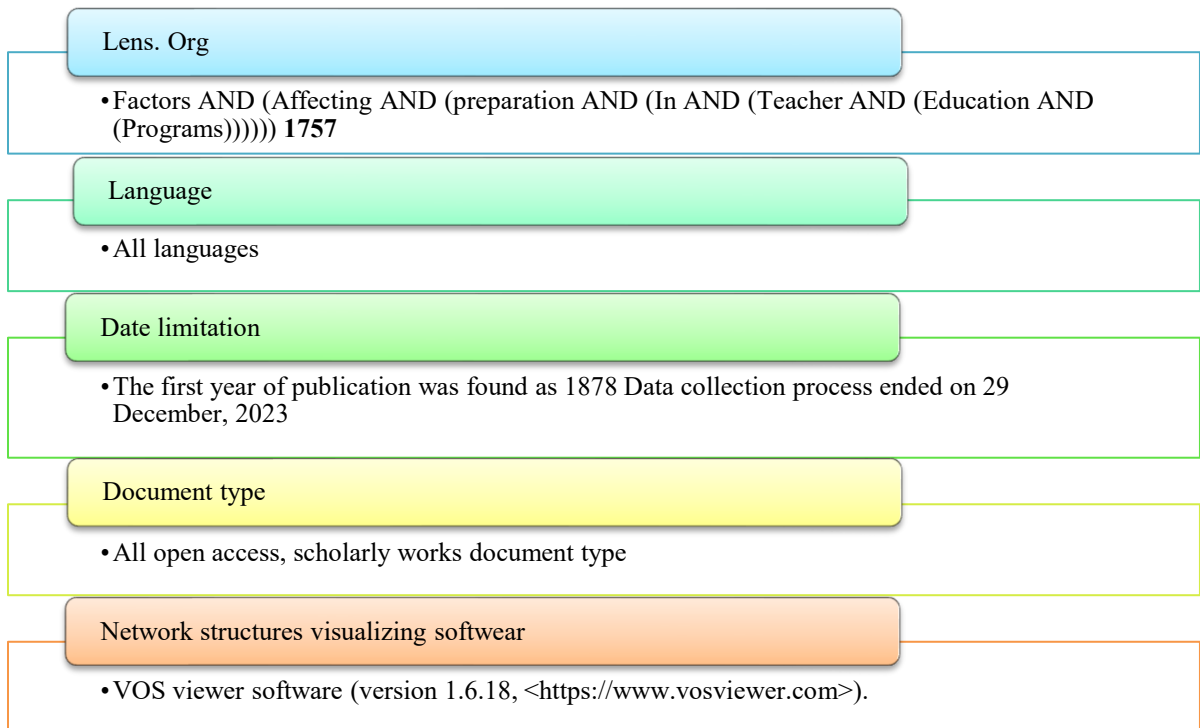 Lens. Org
•Factors AND (Affecting AND (preparation AND (In AND (Teacher AND (Education AND
(Programs)))))) 1757
Language
•All languages
Date limitation
•The first year of publication was found as 1878 Data collection process ended on 29
December, 2023
Document type
•All open access, scholarly works document type
Network structures visualizing softwear
•VOS viewer software (version 1.6.18, <https://www.vosviewer.com>).